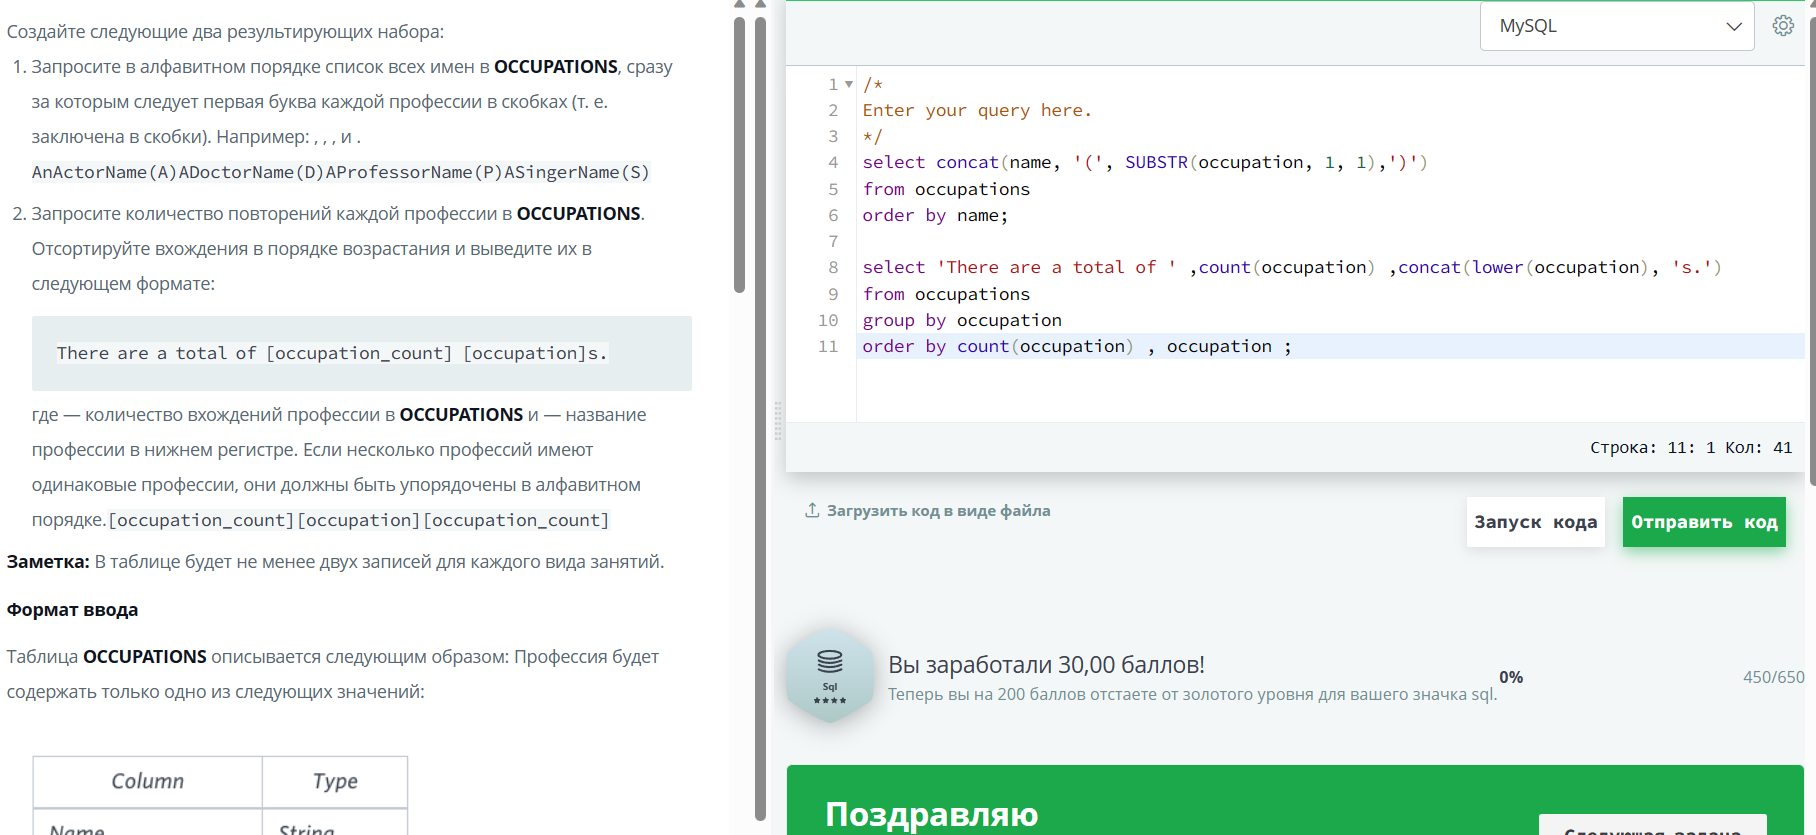 Создайте следующие два результирующих набора:
1. Запросите в алфавитном порядке список всех имен в OCCUPATIONS, сразу
за которым следует первая буква каждой профессии в скобках (т. е.
заключена в скобки). Например: , , , и .
AnActorName(A)ADoctorName(D)AProfessorName(P)ASingerName(S)
2. Запросите количество повторений каждой профессии в OCCUPATIONS.
Отсортируйте вхождения в порядке возрастания и выведите их в
следующем формате:
There are a total of [occupation_count] [occupation]s.
где — количество вхождений профессии в OCCUPATIONS и — название
профессии в нижнем регистре. Если несколько профессий имеют
одинаковые профессии, они должны быть упорядочены в алфавитном
порядке.[occupation_count][occupation][occupation_count]
Заметка: В таблице будет не менее двух записей для каждого вида занятий.
Формат ввода
Таблица OCCUPATIONS описывается следующим образом: Профессия будет
содержать только одно из следующих значений:
Column Type
Name String
MySQL
1 /*
2 Enter your query here.
3 */
4 select concat(name, '(', SUBSTR(occupation, 1, 1),')')
5 from occupations
6 order by name;
7
8 select 'There are a total of ' ,count(occupation) ,concat(lower(occupation), 's.')
9 from occupations
10 group by occupation
11 order by count(occupation) , occupation ;
Строка: 11: 1 Кол: 41
Загрузить код в виде файла
Запуск кода
Отправить код
Sql
Вы заработали 30,00 баллов!
Теперь вы на 200 баллов отстаете от золотого уровня для вашего значка sql.
0%
450/650
Поздравляю
Следующая задача